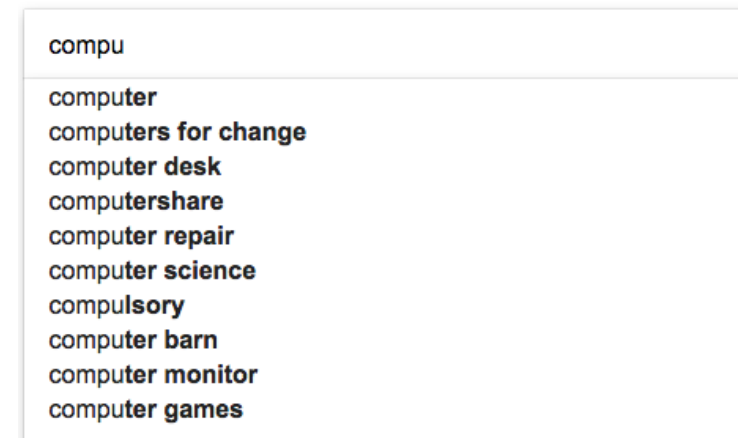 compu
computer
computers for change
computer desk
computershare
computer repair
computer science
compulsory
computer barn
computer monitor
computer games